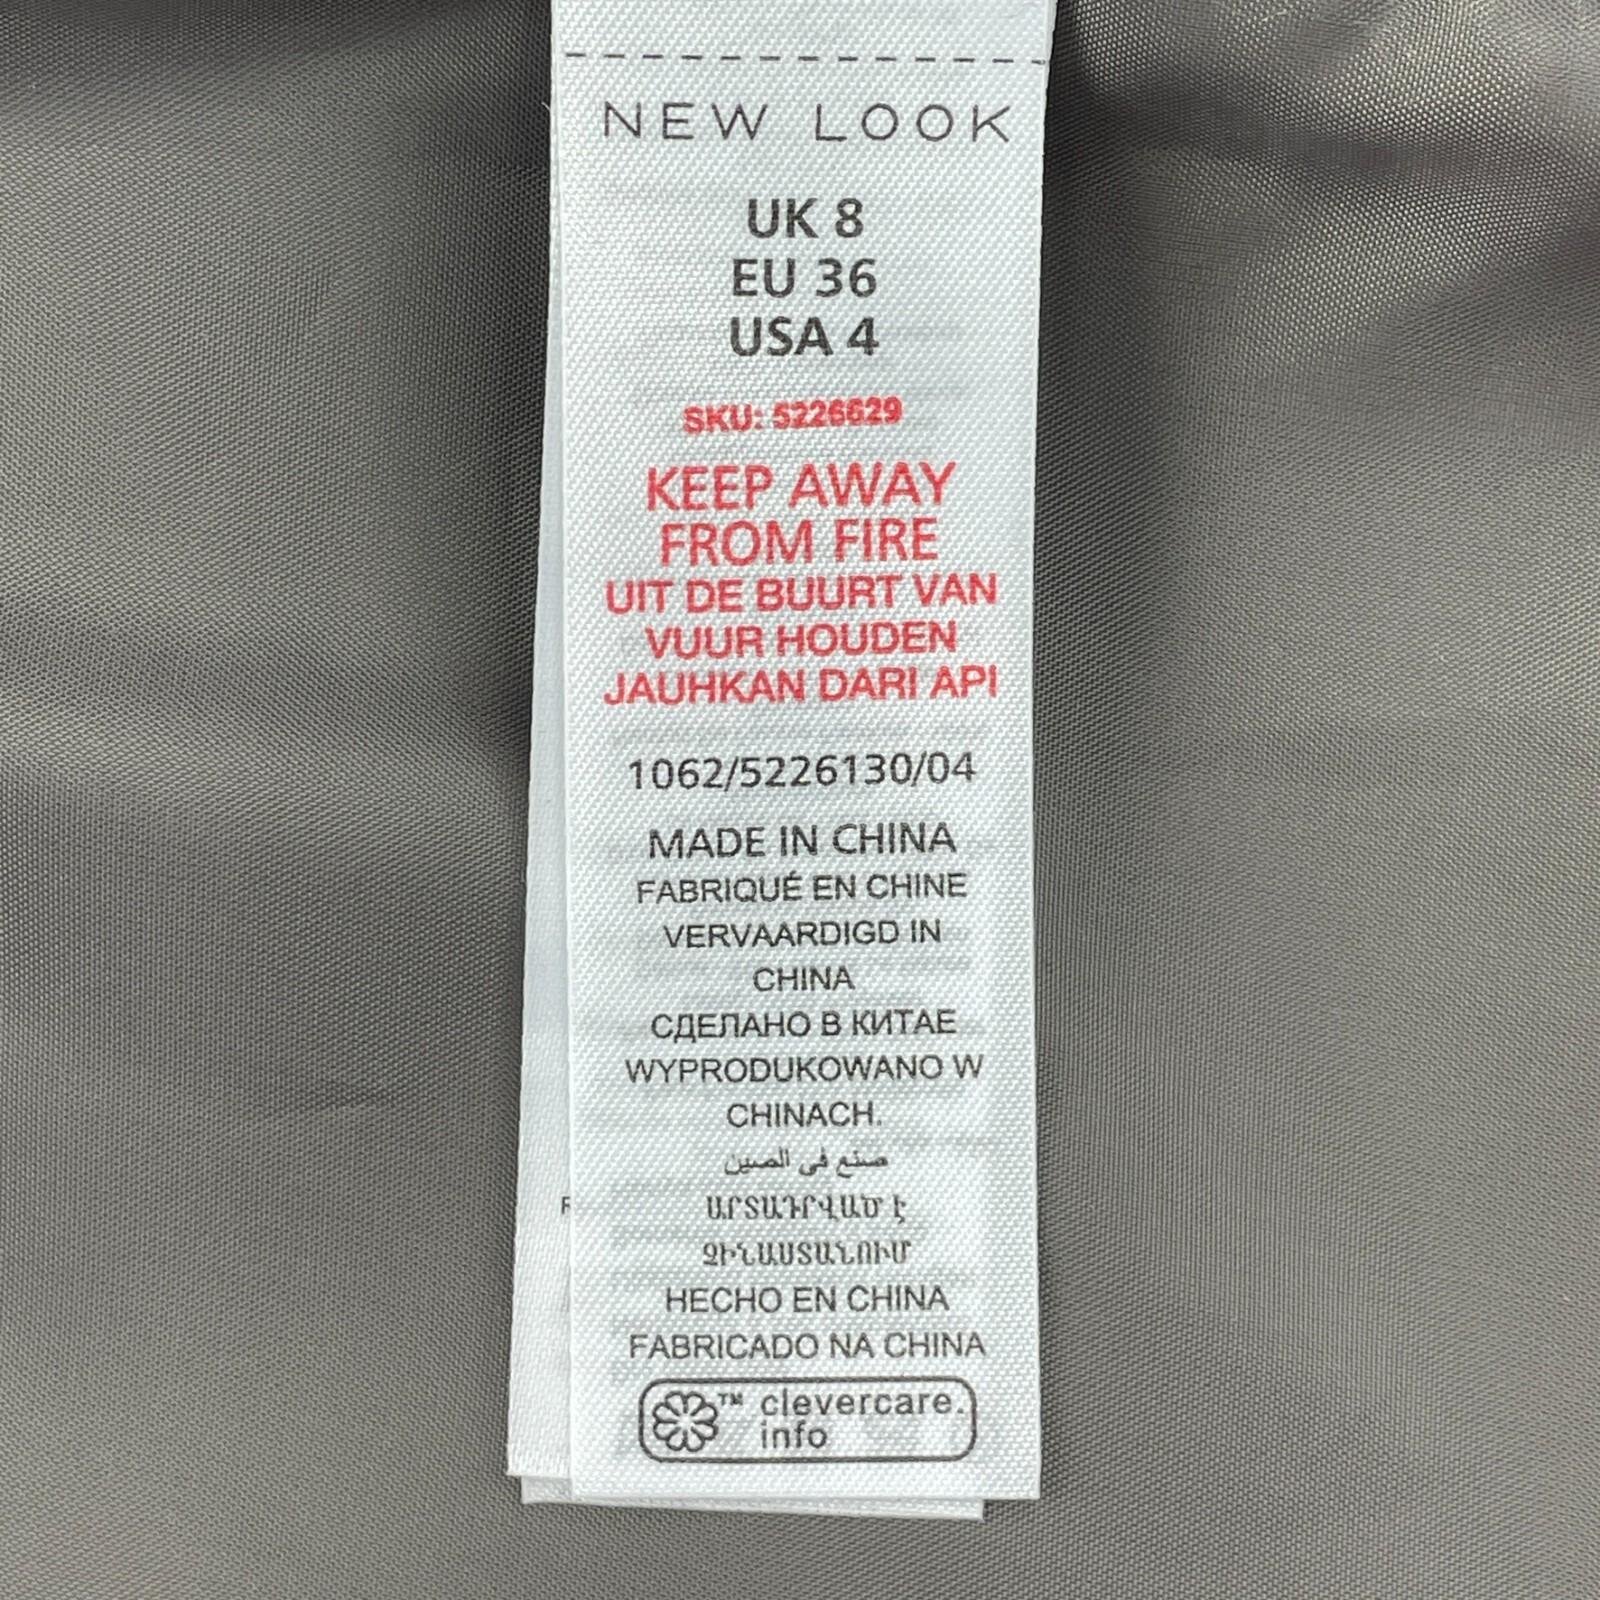 NEW LOOK
UK 8
EU 36
USA 4
SKU: 5226629
KEEP AWAY
FROM FIRE
UIT DE BUURT VAN
VUUR HOUDEN
JAUHKAN DARI API
1062/5226130/04
MADE IN CHINA
FABRIQUÉ EN CHINE
VERVAARDIGD IN
CHINA
СДЕЛАНО В КИТАЕ
WYPRODUKOWANO W
CHINACH.
صنع في الصين
ԱՐՏԱԴՐՎԱԾ Է
ՉԻՆԱՍՏԱՆՈՒՄ
HECHO EN CHINA
FABRICADO NA CHINA
™ clevercare.
info